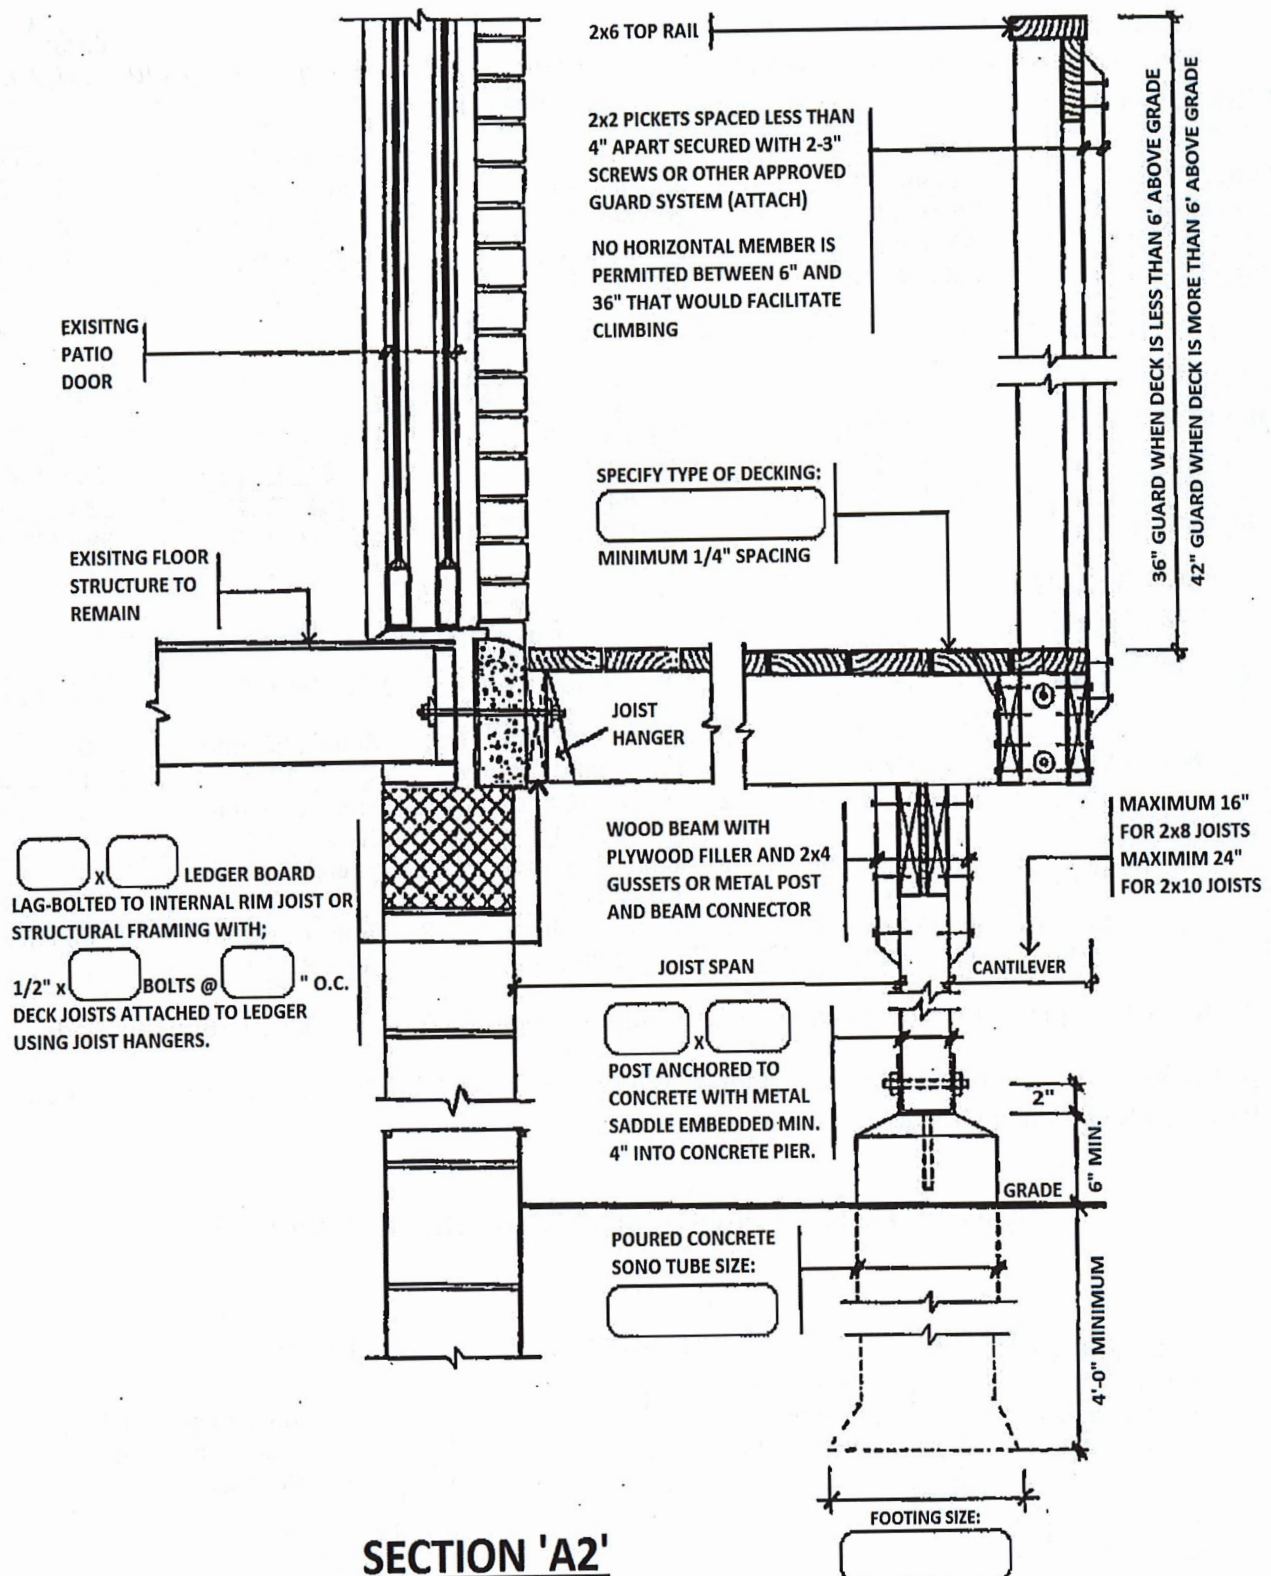 2x6 TOP RAIL
2x2 PICKETS SPACED LESS THAN
4" APART SECURED WITH 2-3"
SCREWS OR OTHER APPROVED
GUARD SYSTEM (ATTACH)
NO HORIZONTAL MEMBER IS
PERMITTED BETWEEN 6" AND
36" THAT WOULD FACILITATE
CLIMBING
36" GUARD WHEN DECK IS LESS THAN 6' ABOVE GRADE
42" GUARD WHEN DECK IS MORE THAN 6' ABOVE GRADE
EXISITNG
PATIO
DOOR
SPECIFY TYPE OF DECKING:
MINIMUM 1/4" SPACING
EXISITNG FLOOR
STRUCTURE TO
REMAIN
JOIST
HANGER
WOOD BEAM WITH
PLYWOOD FILLER AND 2x4
GUSSETS OR METAL POST
AND BEAM CONNECTOR
MAXIMUM 16"
FOR 2x8 JOISTS
MAXIMIM 24"
FOR 2x10 JOISTS
x LEDGER BOARD
LAG-BOLTED TO INTERNAL RIM JOIST OR
STRUCTURAL FRAMING WITH;
1/2" x BOLTS @ " O.C.
DECK JOISTS ATTACHED TO LEDGER
USING JOIST HANGERS.
JOIST SPAN
CANTILEVER
x
POST ANCHORED TO
CONCRETE WITH METAL
SADDLE EMBEDDED MIN.
4" INTO CONCRETE PIER.
2"
6" MIN.
GRADE
POURED CONCRETE
SONO TUBE SIZE:
4'-0" MINIMUM
FOOTING SIZE:
SECTION 'A2'